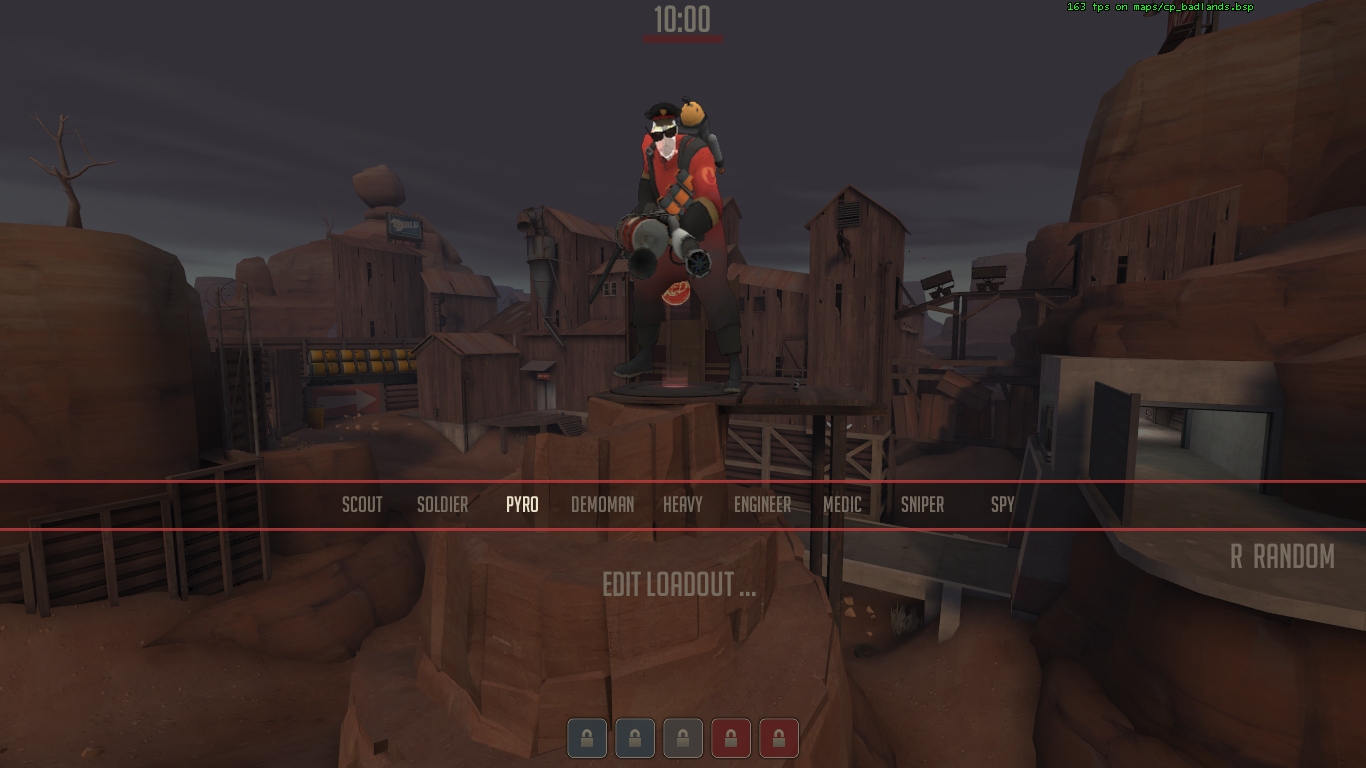 10:00
163 fps on maps/cp_badlands.bsp
SCOUT SOLDIER PYRO DEMOMAN HEAVY ENGINEER MEDIC SNIPER SPY
R RANDOM
EDIT LOADOUT ...